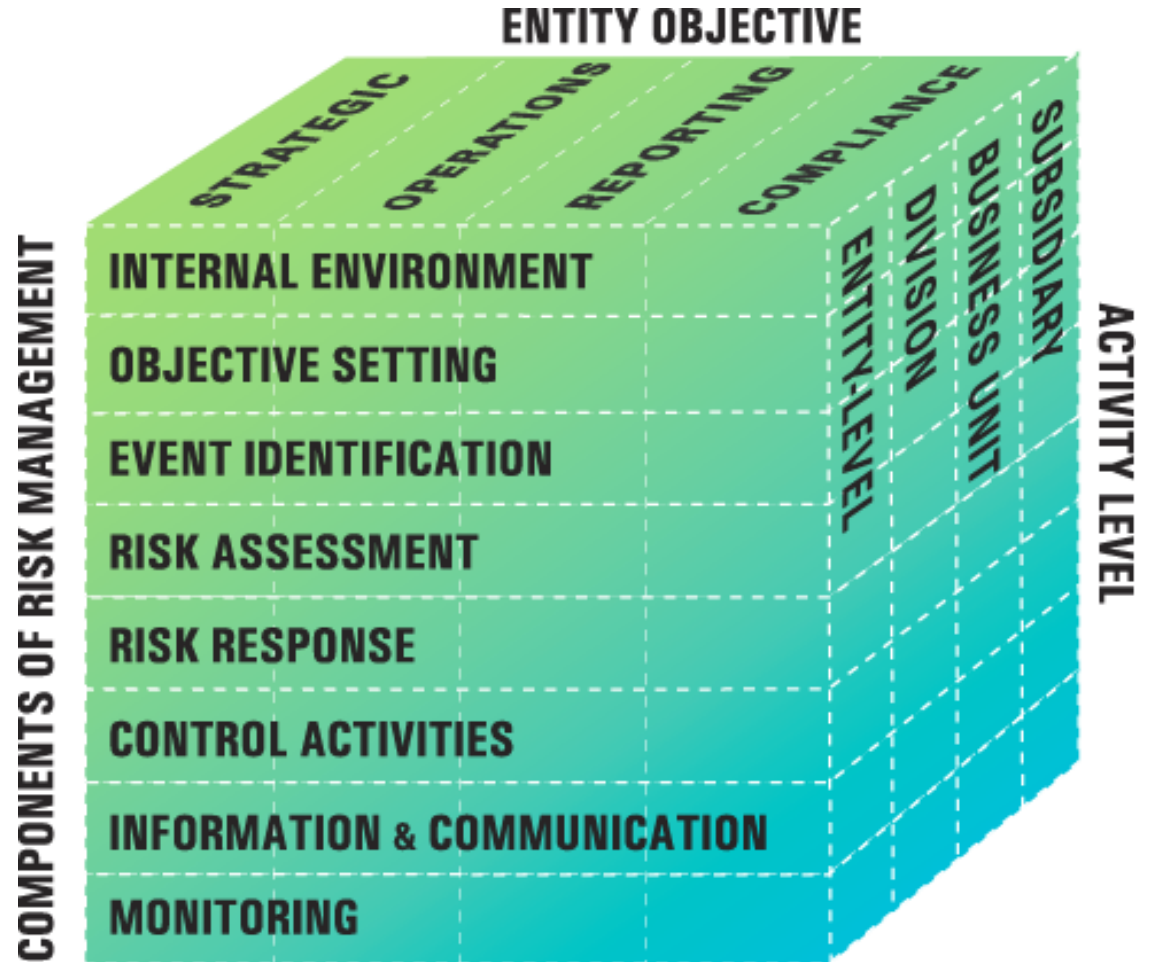 ENTITY OBJECTIVE
STRATEGIC
OPERATIONS
REPORTING
COMPLIANCE
COMPONENTS OF RISK MANAGEMENT
INTERNAL ENVIRONMENT
OBJECTIVE SETTING
EVENT IDENTIFICATION
RISK ASSESSMENT
RISK RESPONSE
CONTROL ACTIVITIES
INFORMATION & COMMUNICATION
MONITORING
ENTITY-LEVEL
DIVISION
BUSINESS UNIT
SUBSIDIARY
ACTIVITY LEVEL